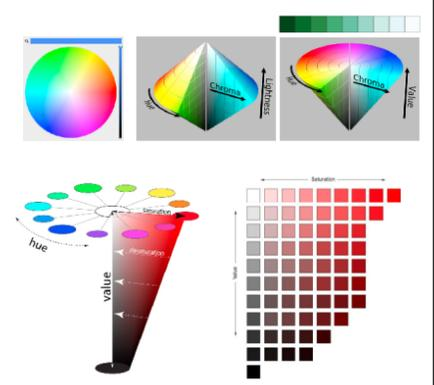 Hue
Chroma
Lightness
Hue
Chroma
Value
saturation
hue
desaturation
value
Saturation
Value